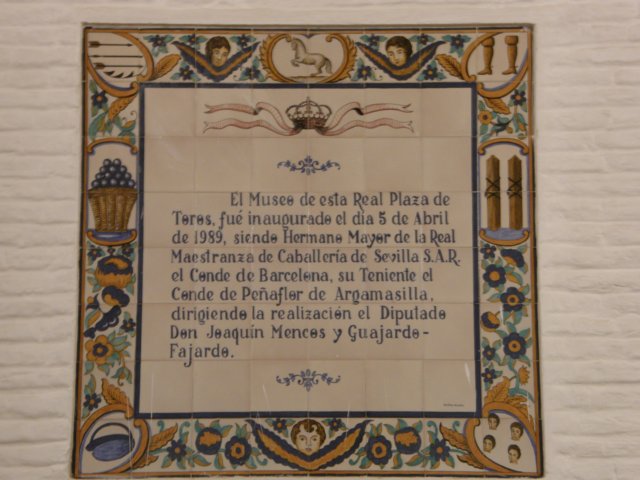 El Museo de esta Real Plaza de
Toros, fué inaugurado el dia 5 de Abril
de 1989, siendo Hermano Mayor de la Real
Maestranza de Caballería de Sevilla S.A.R.
el Conde de Barcelona, su Teniente el
Conde de Peñaflor de Argamasilla,
dirigiendo la realización el Diputado
Don Joaquín Mencos y Guajardo-
Fajardo.